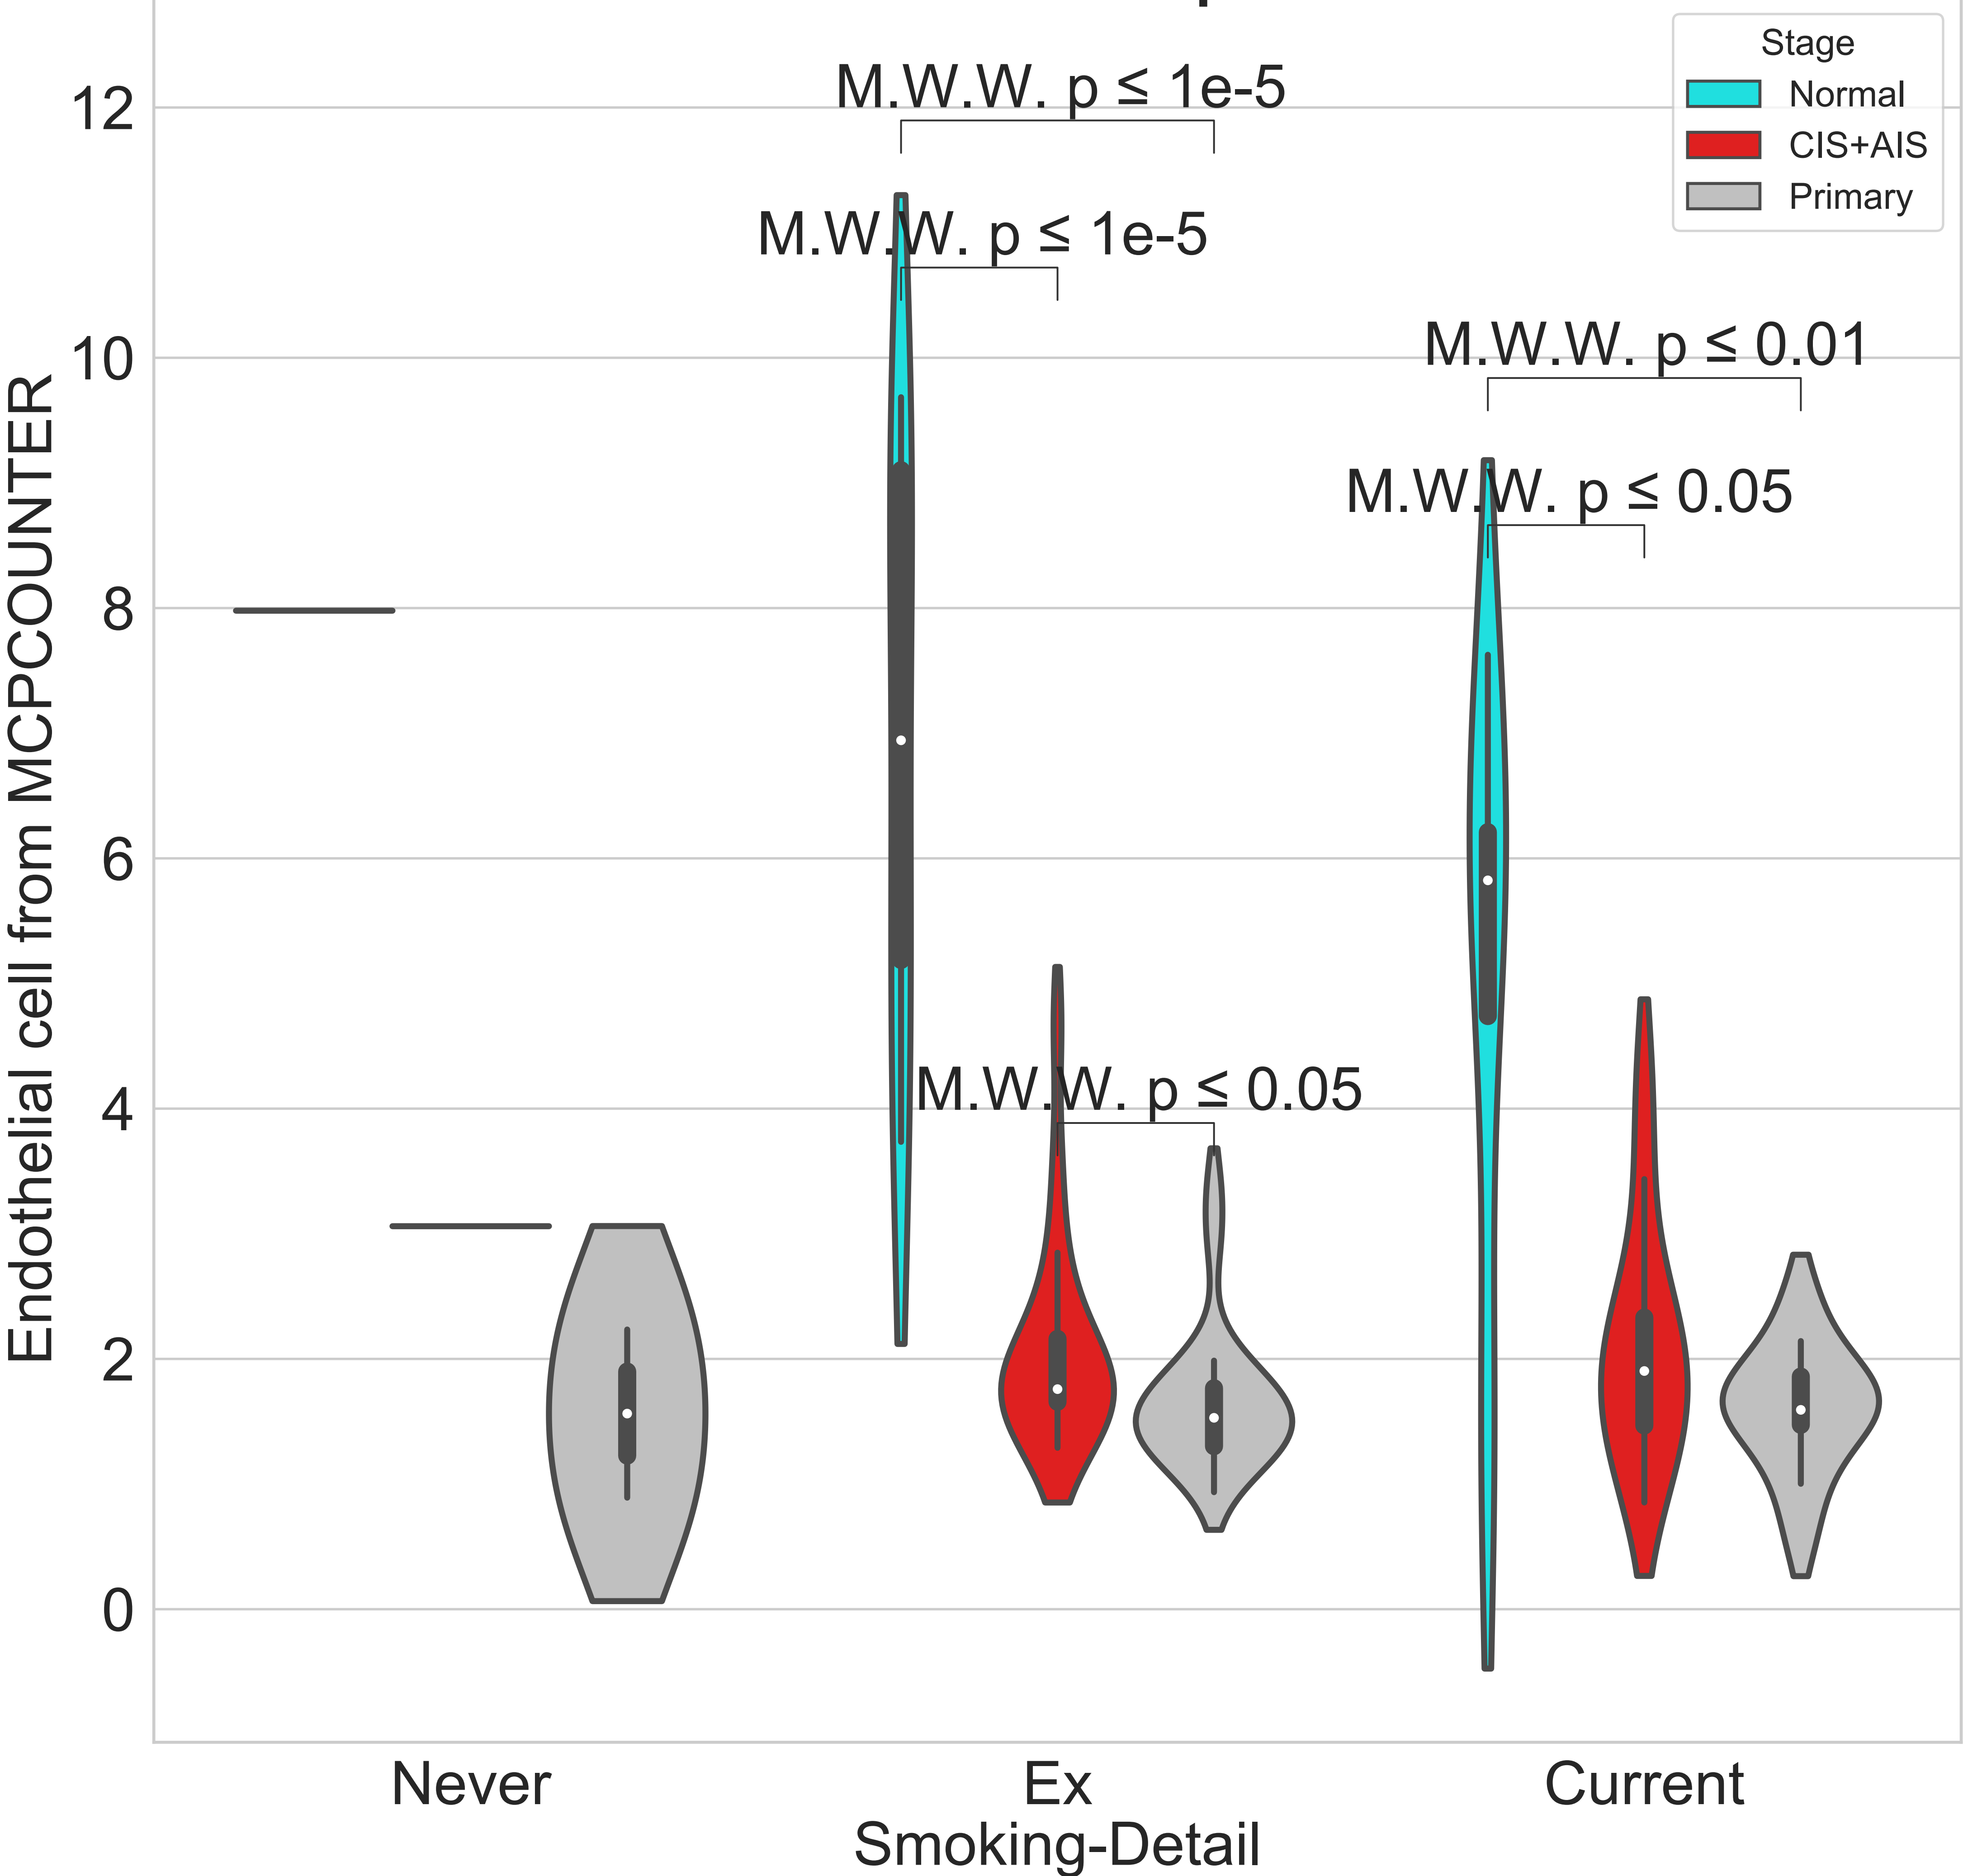 Stage
Normal
CIS+AIS
Primary
M.W.W. p ≤ 1e-5
M.W.W. p ≤ 1e-5
M.W.W. p ≤ 0.01
M.W.W. p ≤ 0.05
M.W.W. p ≤ 0.05
12
10
8
6
4
2
0
Endothelial cell from MCPCOUNTER
Never
Ex
Current
Smoking-Detail